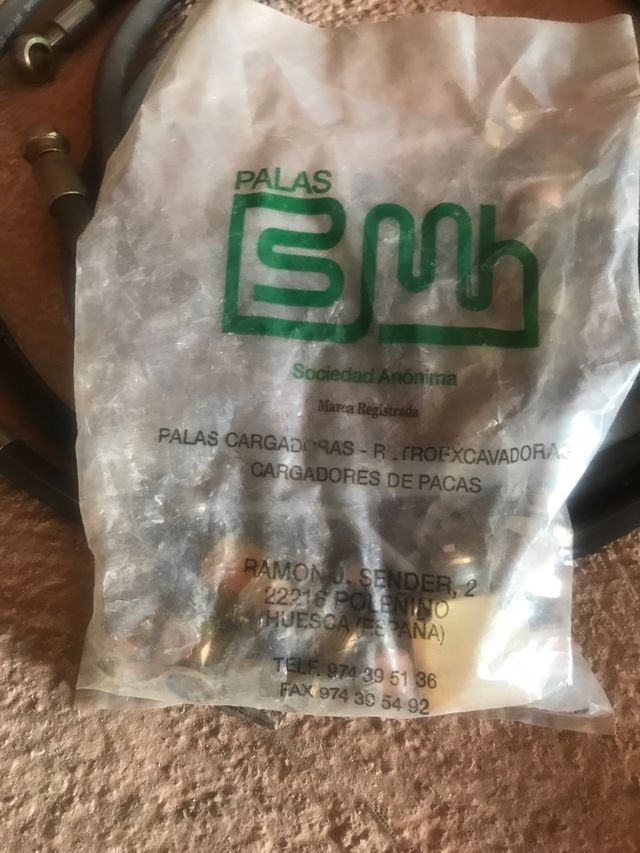 PALAS
Smh
Sociedad Anónima
Marca Registrada
PALAS CARGADORAS - RETROEXCAVADORAS
CARGADORES DE PACAS
RAMON J. SENDER, 2
22216 POLEÑINO
HUESCA (ESPAÑA)
TELF. 974 39 51 36
FAX 974 39 54 92